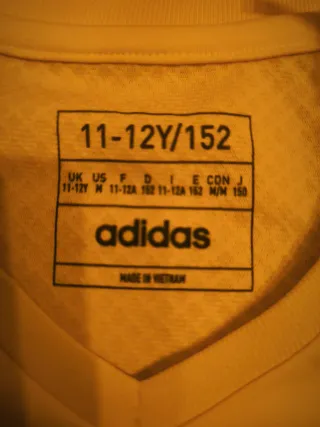 11-12Y/152
UK US F D I E CON J
11-12Y M 11-12A 152 11-12A 152 M/M 150
adidas
MADE IN VIETNAM